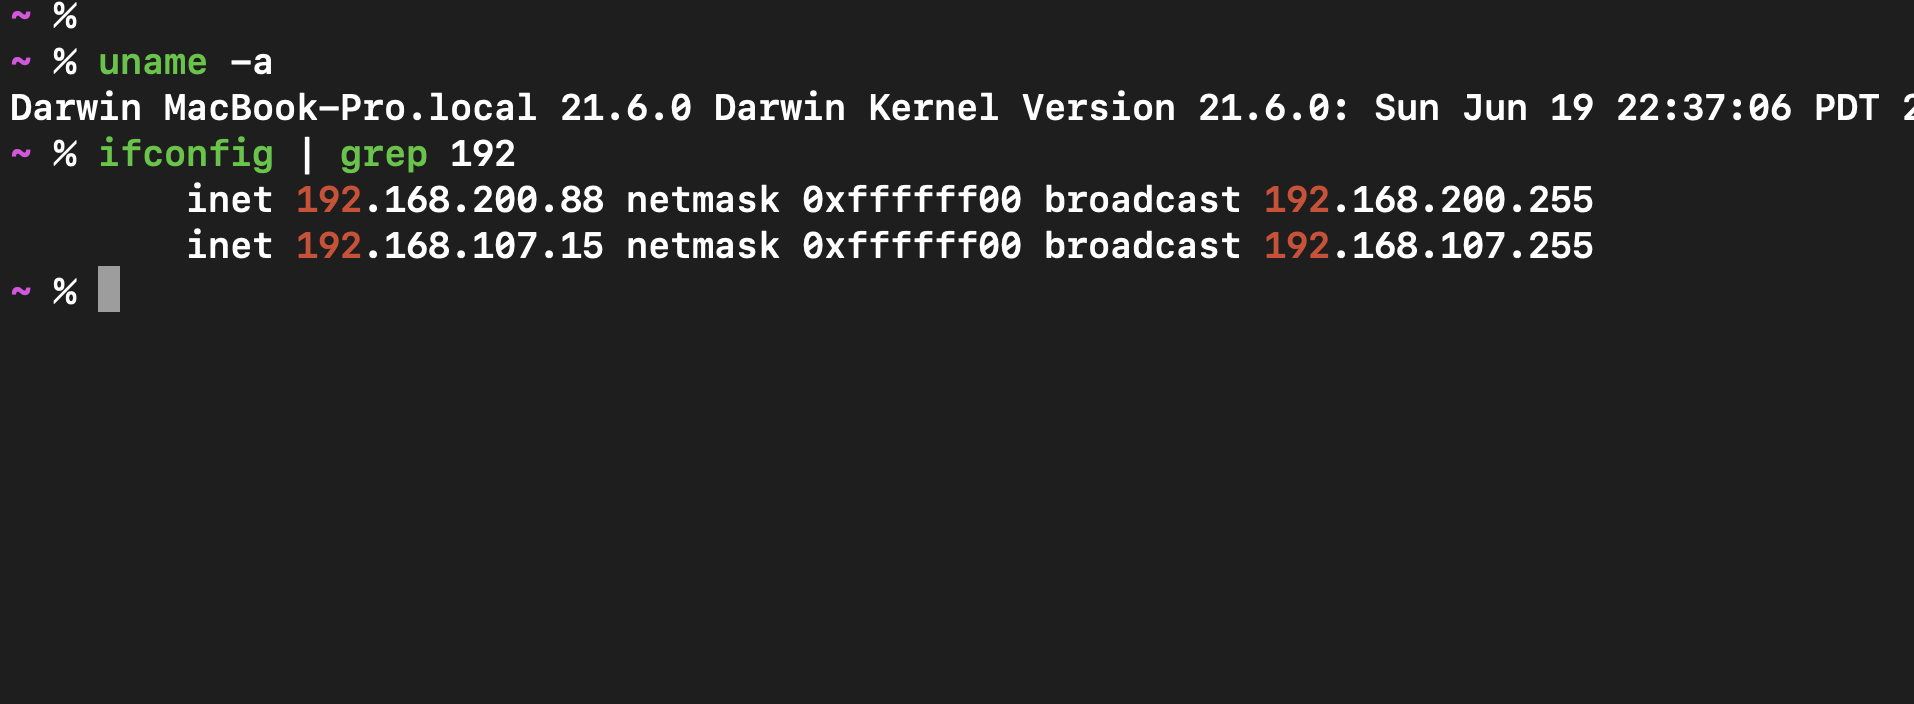 ~ %
~ % uname -a
Darwin MacBook-Pro.local 21.6.0 Darwin Kernel Version 21.6.0: Sun Jun 19 22:37:06 PDT 2
~ % ifconfig | grep 192
inet 192.168.200.88 netmask 0xffffff00 broadcast 192.168.200.255
inet 192.168.107.15 netmask 0xffffff00 broadcast 192.168.107.255
~ %